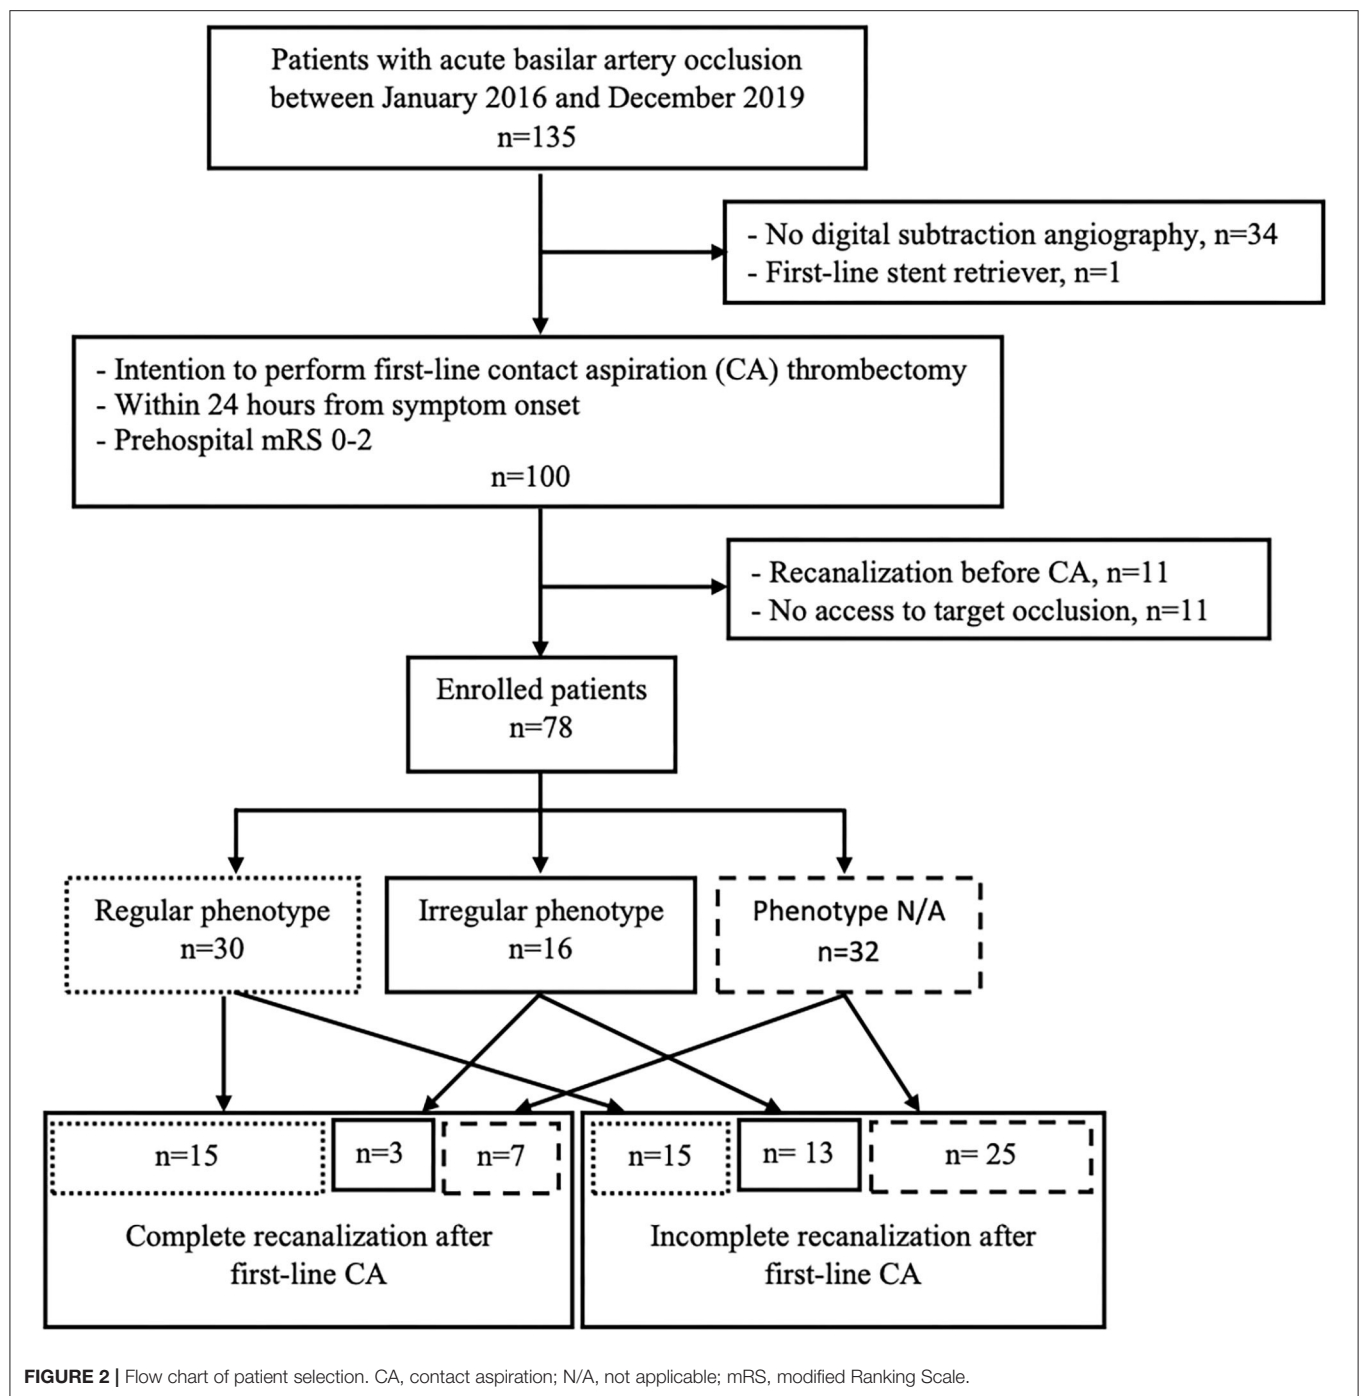 Patients with acute basilar artery occlusion
between January 2016 and December 2019
n=135
- No digital subtraction angiography, n=34
- First-line stent retriever, n=1
- Intention to perform first-line contact aspiration (CA) thrombectomy
- Within 24 hours from symptom onset
- Prehospital mRS 0-2
n=100
- Recanalization before CA, n=11
- No access to target occlusion, n=11
Enrolled patients
n=78
Regular phenotype
n=30
Irregular phenotype
n=16
Phenotype N/A
n=32
n=15
n=3
n=7
Complete recanalization after
first-line CA
n=15
n= 13
n= 25
Incomplete recanalization after
first-line CA
FIGURE 2 | Flow chart of patient selection. CA, contact aspiration; N/A, not applicable; mRS, modified Ranking Scale.